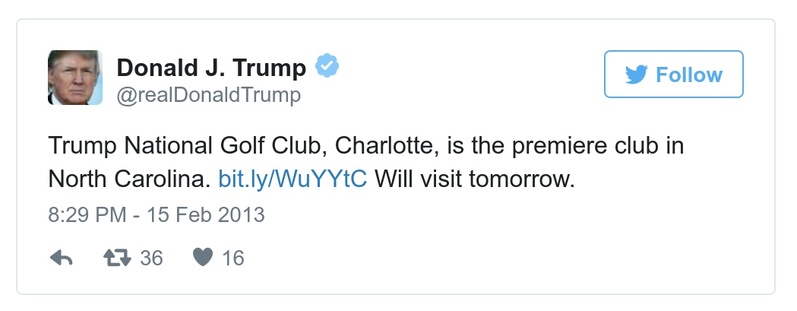 Donald J. Trump
@realDonaldTrump
Follow
Trump National Golf Club, Charlotte, is the premiere club in
North Carolina. bit.ly/WuYYtC Will visit tomorrow.
8:29 PM - 15 Feb 2013
36 16